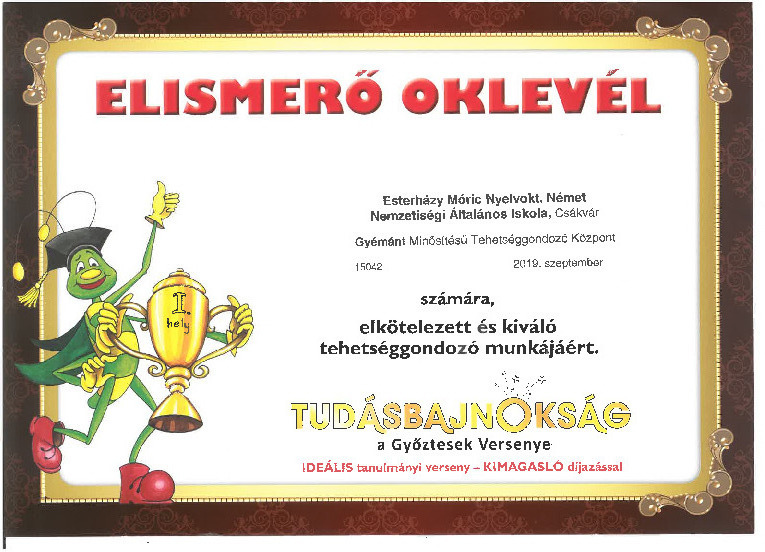 ELISMERŐ OKLEVÉL
Esterházy Móric Nyelvokt. Német
Nemzetiségi Általános Iskola, Csákvár
Gyémánt Minősítésű Tehetséggondozó Központ
15042 2019. szeptember
I.
hely
számára,
elkötelezett és kiváló
tehetséggondozó munkájáért.
TUDÁSBAJNOKSÁG
a Győztesek Versenye
IDEÁLIS tanulmányi verseny – KIMAGASLÓ díjazással